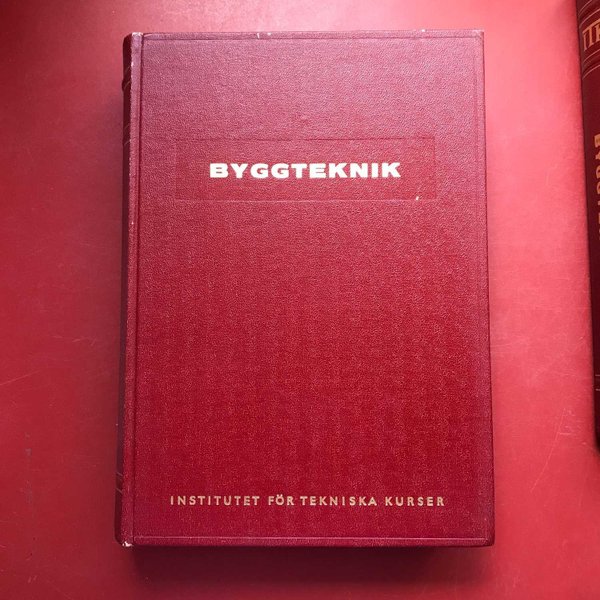 BYGGTEKNIK
INSTITUTET FÖR TEKNISKA KURSER